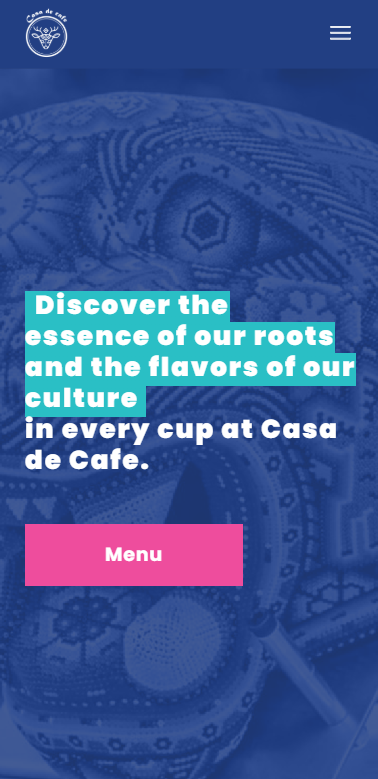 Casa de cafe
Discover the
essence of our roots
and the flavors of our
culture
in every cup at Casa
de Cafe.
Menu